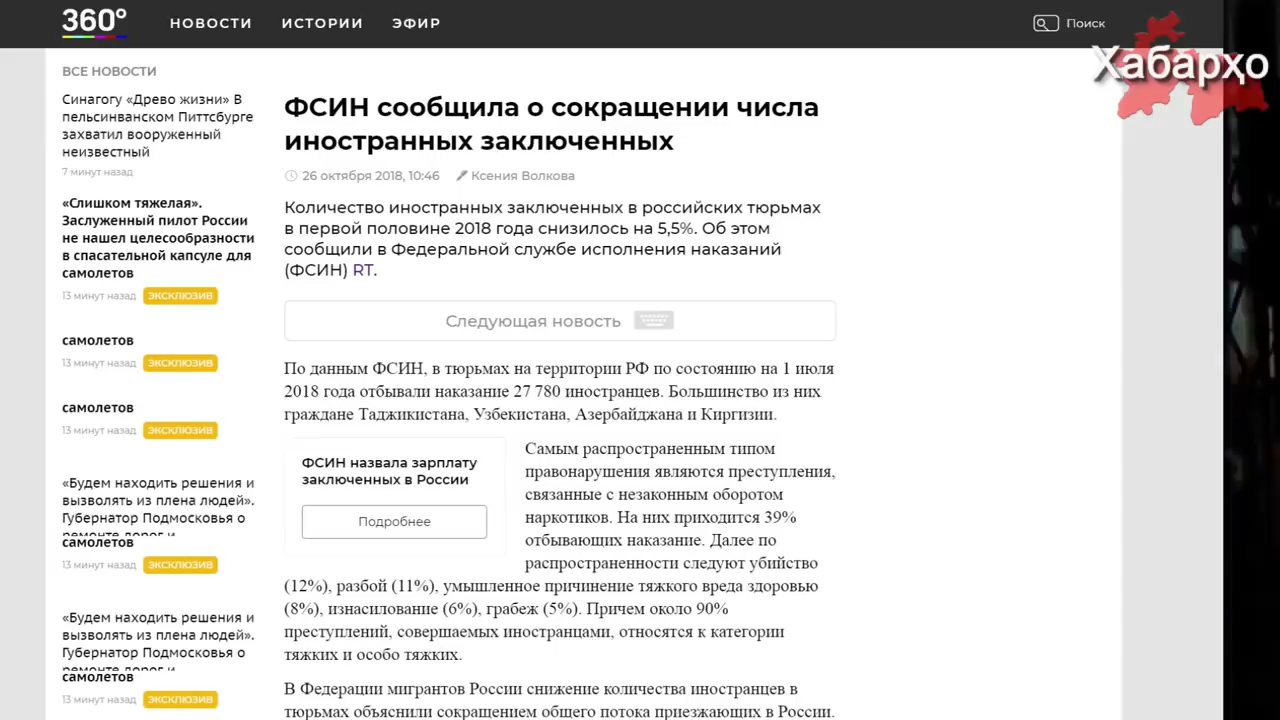 360°
НОВОСТИ
ИСТОРИИ
ЭФИР
Поиск
Хабарҳо
ВСЕ НОВОСТИ
Синагогу «Древо жизни» В
пельсинванском Питтсбурге
захватил вооруженный
неизвестный
7 минут назад
«Слишком тяжелая».
Заслуженный пилот России
не нашел целесообразности
в спасательной капсуле для
самолетов
13 минут назад ЭКСКЛЮЗИВ
самолетов
13 минут назад ЭКСКЛЮЗИВ
самолетов
13 минут назад ЭКСКЛЮЗИВ
«Будем находить решения и
вызволять из плена людей».
Губернатор Подмосковья о
ремонте дорог и
самолетов
13 минут назад ЭКСКЛЮЗИВ
«Будем находить решения и
вызволять из плена людей».
Губернатор Подмосковья о
ремонте дорог и
самолетов
13 минут назад ЭКСКЛЮЗИВ
ФСИН сообщила о сокращении числа
иностранных заключенных
26 октября 2018, 10:46 Ксения Волкова
Количество иностранных заключенных в российских тюрьмах
в первой половине 2018 года снизилось на 5,5%. Об этом
сообщили в Федеральной службе исполнения наказаний
(ФСИН) RT.
Следующая новость
По данным ФСИН, в тюрьмах на территории РФ по состоянию на 1 июля
2018 года отбывали наказание 27 780 иностранцев. Большинство из них
граждане Таджикистана, Узбекистана, Азербайджана и Киргизии.
ФСИН назвала зарплату
заключенных в России
Подробнее
Самым распространенным типом
правонарушения являются преступления,
связанные с незаконным оборотом
наркотиков. На них приходится 39%
отбывающих наказание. Далее по
распространенности следуют убийство
(12%), разбой (11%), умышленное причинение тяжкого вреда здоровью
(8%), изнасилование (6%), грабеж (5%). Причем около 90%
преступлений, совершаемых иностранцами, относятся к категории
тяжких и особо тяжких.
В Федерации мигрантов России снижение количества иностранцев в
тюрьмах объяснили сокращением общего потока приезжающих в России.